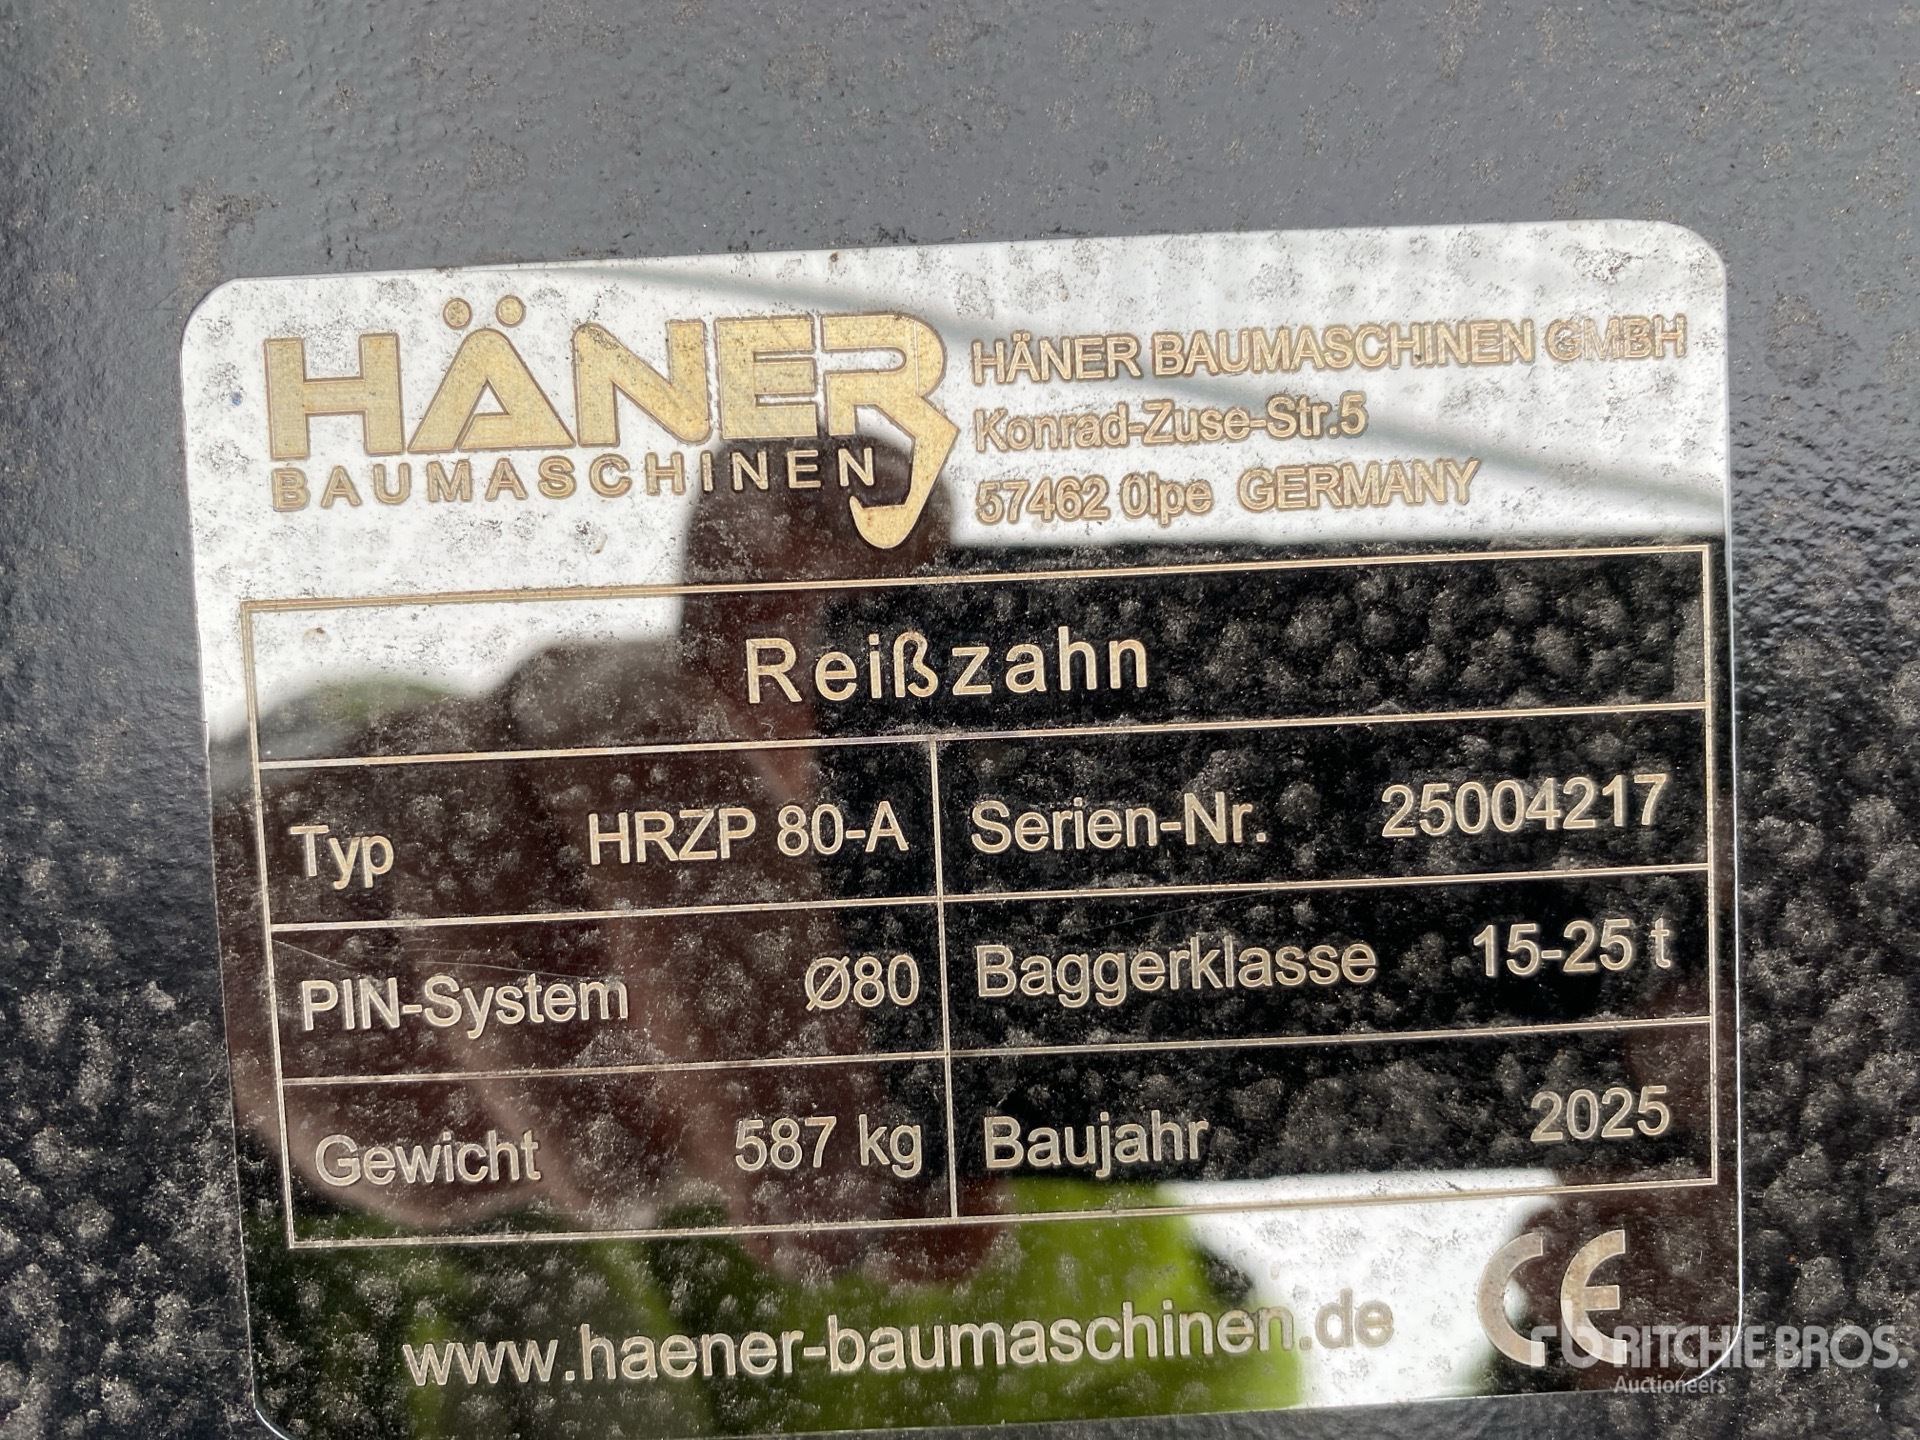 HÄNER
BAUMASCHINEN
HÄNER BAUMASCHINEN GMBH
Konrad-Zuse-Str.5
57462 Olpe GERMANY
Reißzahn
Typ HRZP 80-A
Serien-Nr. 25004217
PIN-System Ø80
Baggerklasse 15-25 t
Gewicht 587 kg
Baujahr 2025
www.haener-baumaschinen.de
CE
rb RITCHIE BROS.
Auctioneers